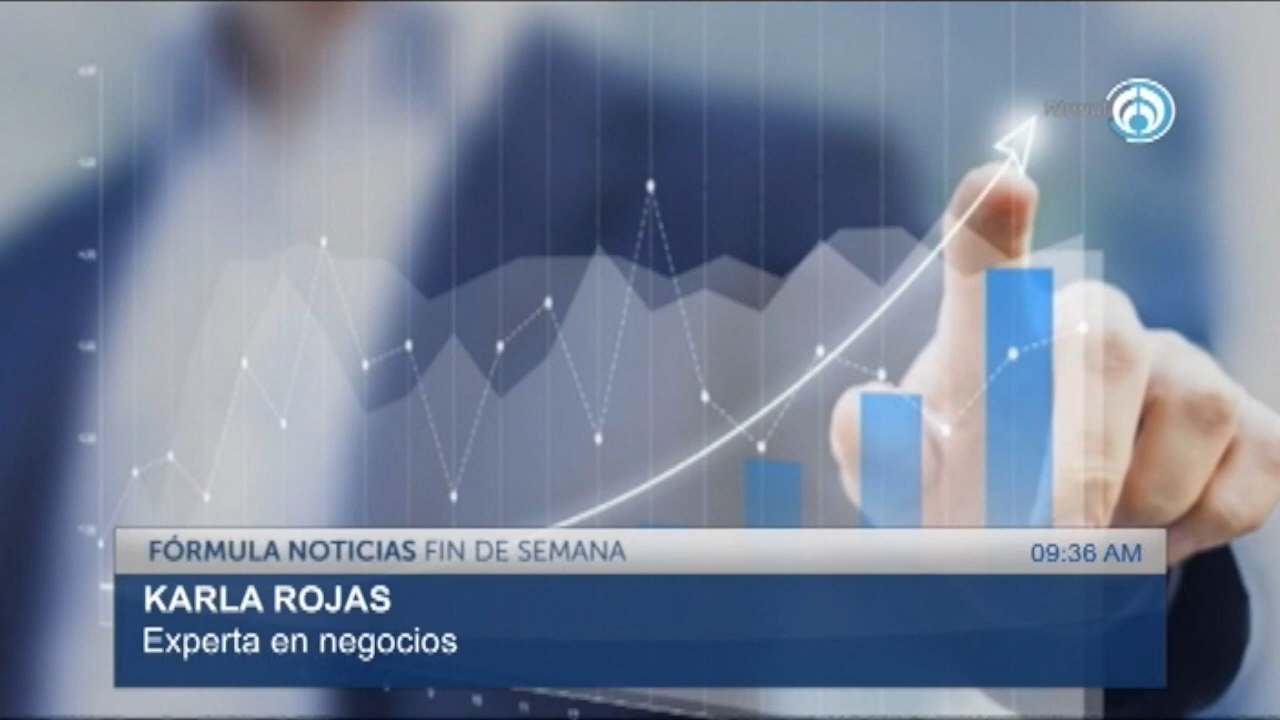 FÓRMULA NOTICIAS FIN DE SEMANA
09:36 AM
KARLA ROJAS
Experta en negocios